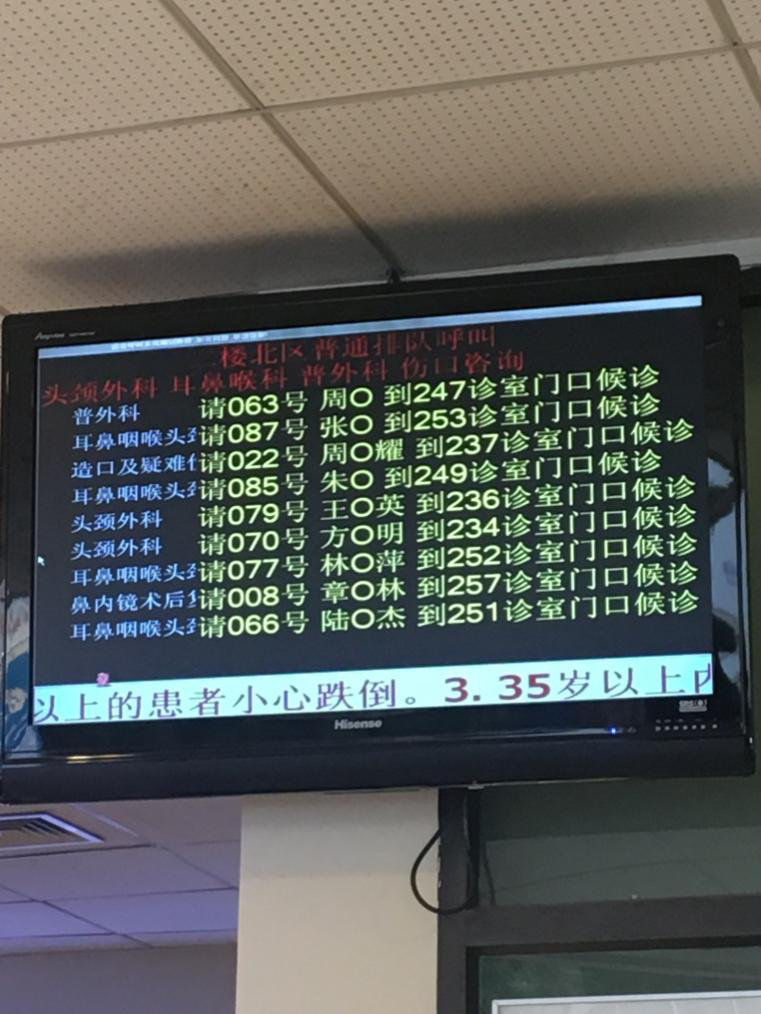 二楼北区普通排队呼叫
头颈外科 耳鼻喉科 普外科 伤口咨询
普外科 请063号 周O 到247诊室门口候诊
耳鼻咽喉头颈 请087号 张O 到253诊室门口候诊
造口及疑难伤 请022号 周O耀 到237诊室门口候诊
耳鼻咽喉头颈 请085号 朱O 到249诊室门口候诊
头颈外科 请079号 王O英 到236诊室门口候诊
头颈外科 请070号 方O明 到234诊室门口候诊
耳鼻咽喉头颈 请077号 林O萍 到252诊室门口候诊
鼻内镜术后复 请008号 章O林 到257诊室门口候诊
耳鼻咽喉头颈 请066号 陆O杰 到251诊室门口候诊
以上的患者小心跌倒。3. 35岁以上内
Hisense